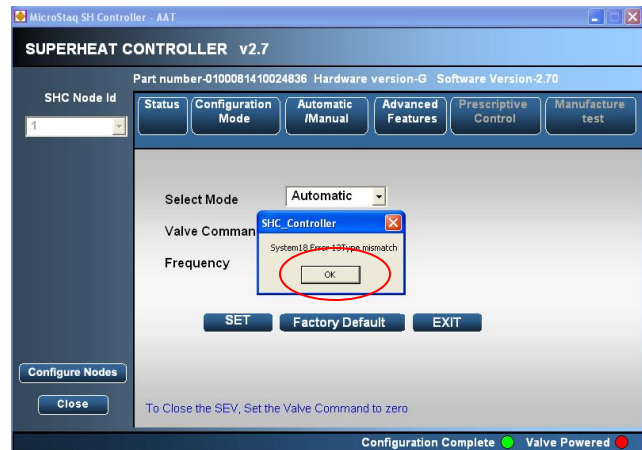 MicroStaq SH Controller - AAT
SUPERHEAT CONTROLLER v2.7
Part number-0100081410024836 Hardware version-G Software Version-2.70
SHC Node Id
1
Status
Configuration
Mode
Automatic
/Manual
Advanced
Features
Prescriptive
Control
Manufacture
test
Select Mode
Automatic
Valve Comman
Frequency
SHC_Controller
System18 Error 13Type mismatch
OK
SET
Factory Default
EXIT
Configure Nodes
Close
To Close the SEV, Set the Valve Command to zero
Configuration Complete
Valve Powered